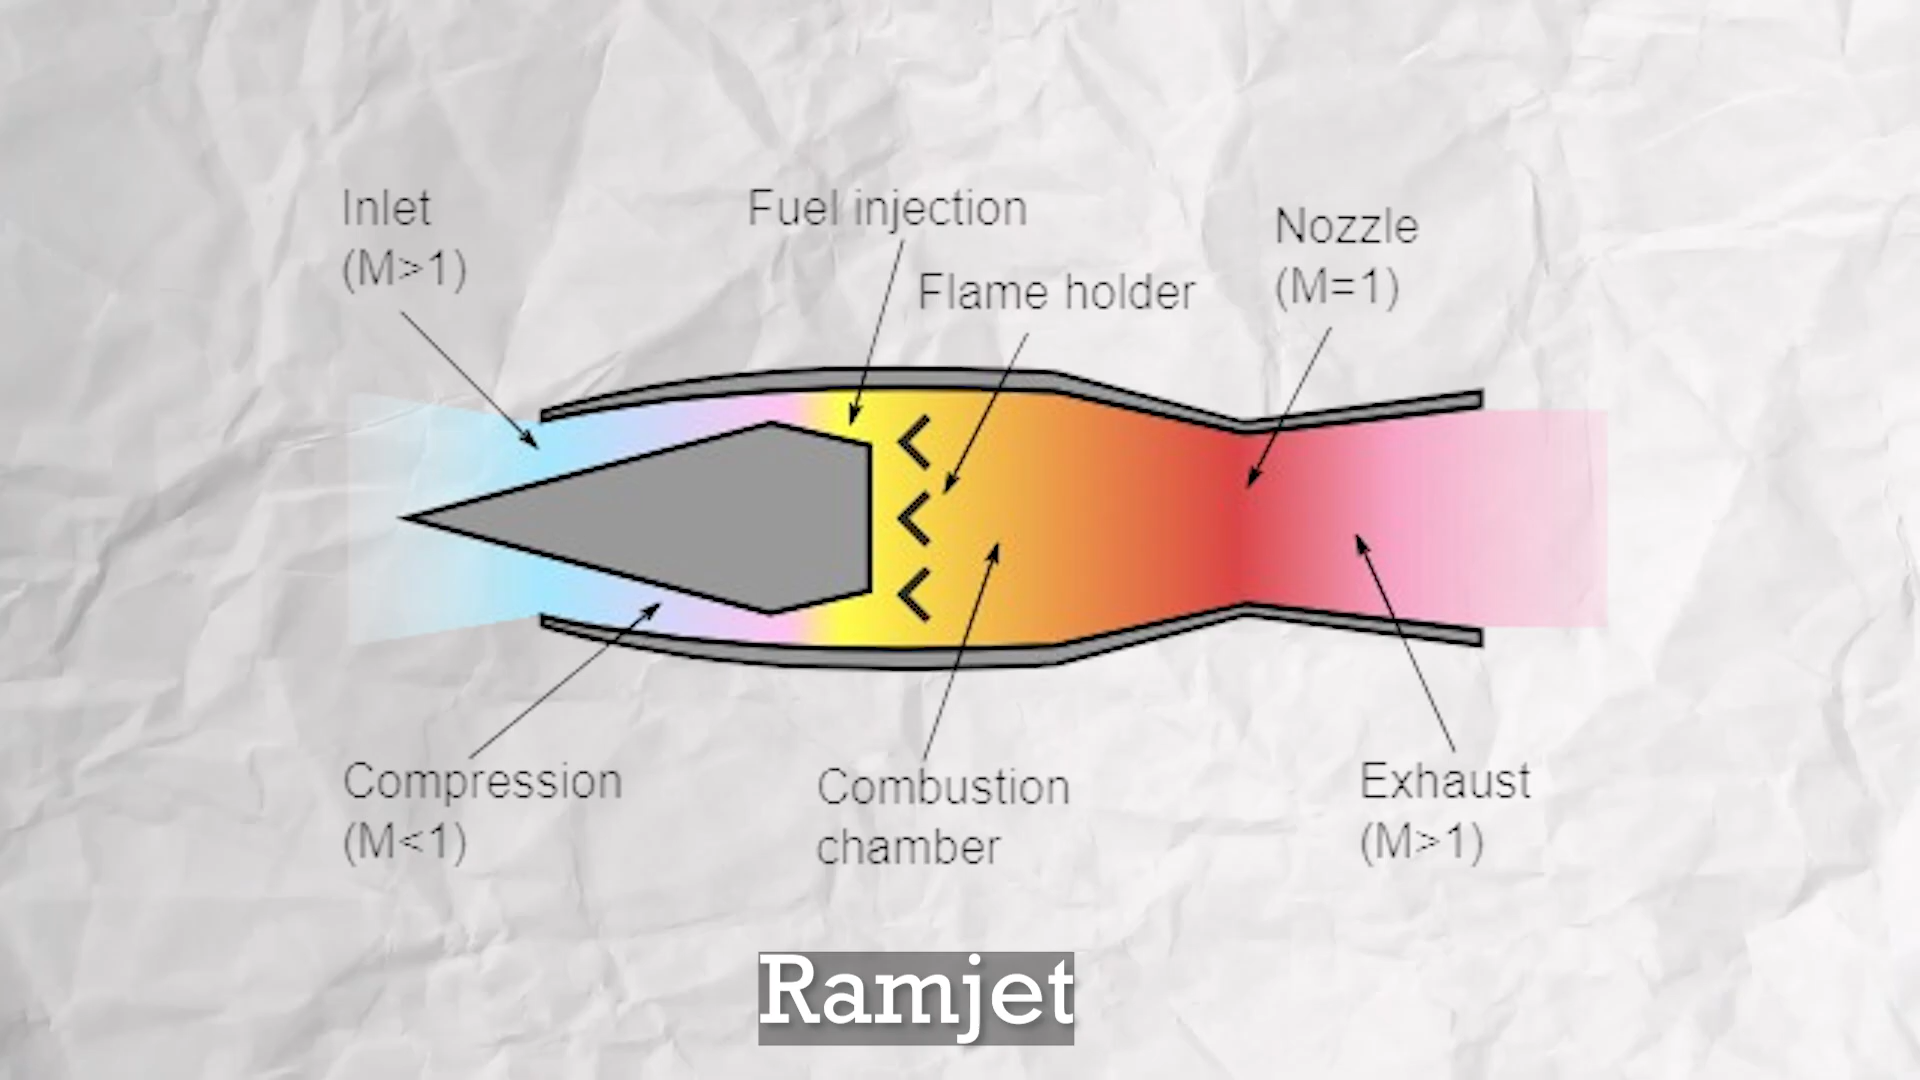 Inlet
(M>1)
Fuel injection
Flame holder
Nozzle
(M=1)
Compression
(M<1)
Combustion
chamber
Exhaust
(M>1)
Ramjet